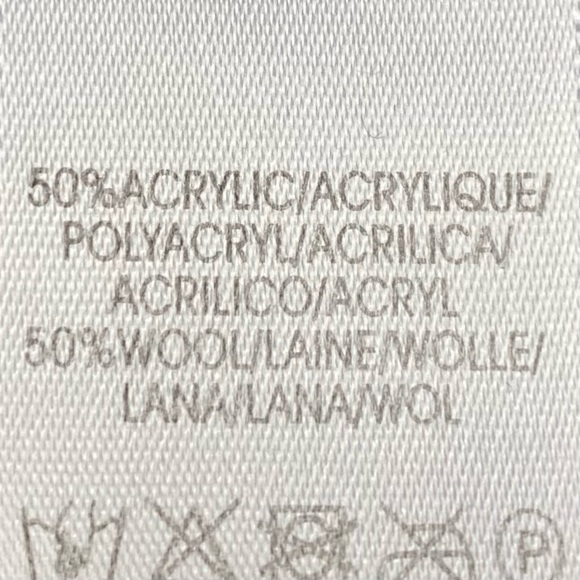 50%ACRYLIC/ACRYLIQUE/
POLYACRYL/ACRILICA/
ACRILICO/ACRYL
50%WOOL/LAINE/WOLLE/
LANA/LANA/WOL
P